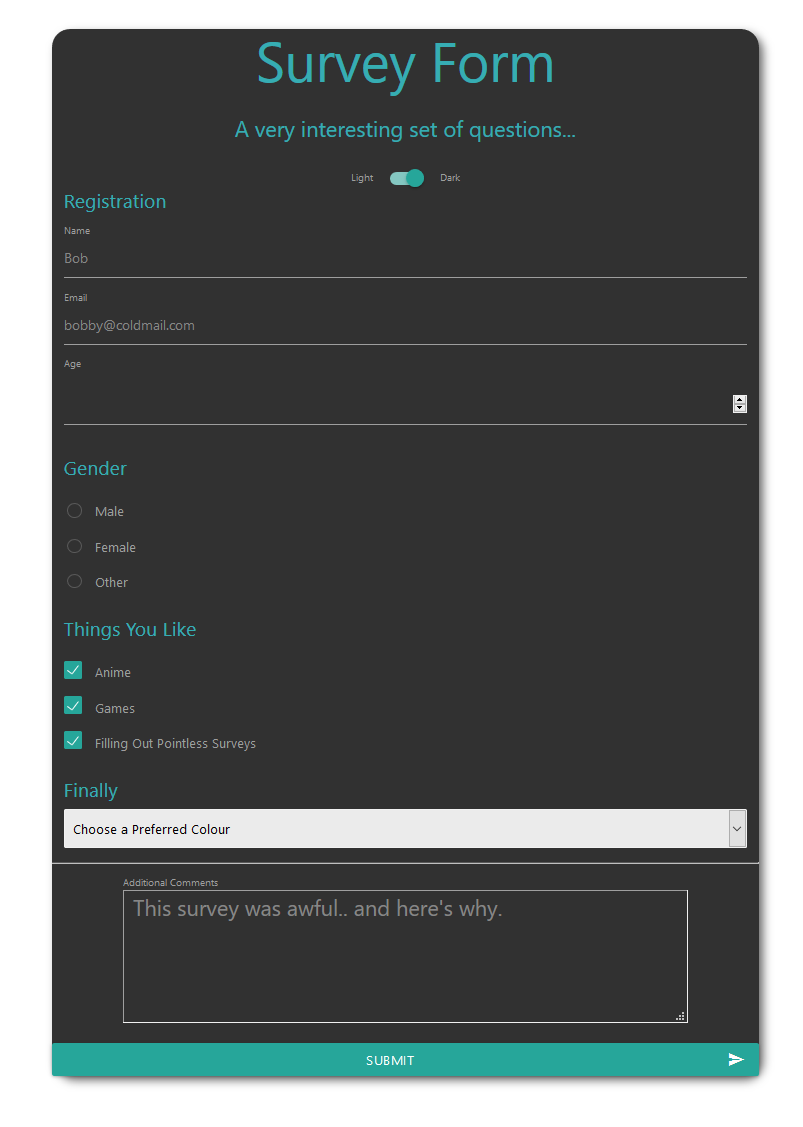 Survey Form
A very interesting set of questions...
Light Dark
Registration
Name
Bob
Email
bobby@coldmail.com
Age
Gender
Male
Female
Other
Things You Like
Anime
Games
Filling Out Pointless Surveys
Finally
Choose a Preferred Colour
Additional Comments
This survey was awful.. and here's why.
SUBMIT